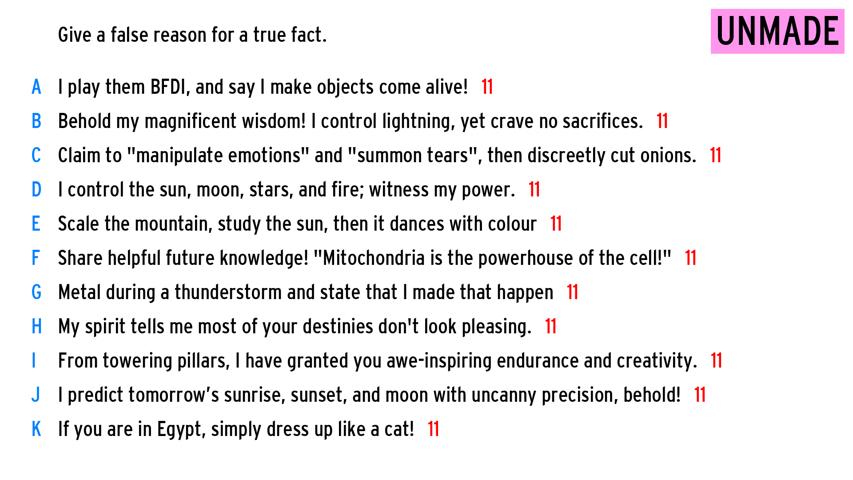 Give a false reason for a true fact.
UNMADE
A I play them BFDI, and say I make objects come alive! 11
B Behold my magnificent wisdom! I control lightning, yet crave no sacrifices. 11
C Claim to "manipulate emotions" and "summon tears", then discreetly cut onions. 11
D I control the sun, moon, stars, and fire; witness my power. 11
E Scale the mountain, study the sun, then it dances with colour 11
F Share helpful future knowledge! "Mitochondria is the powerhouse of the cell!" 11
G Metal during a thunderstorm and state that I made that happen 11
H My spirit tells me most of your destinies don't look pleasing. 11
I From towering pillars, I have granted you awe-inspiring endurance and creativity. 11
J I predict tomorrow’s sunrise, sunset, and moon with uncanny precision, behold! 11
K If you are in Egypt, simply dress up like a cat! 11